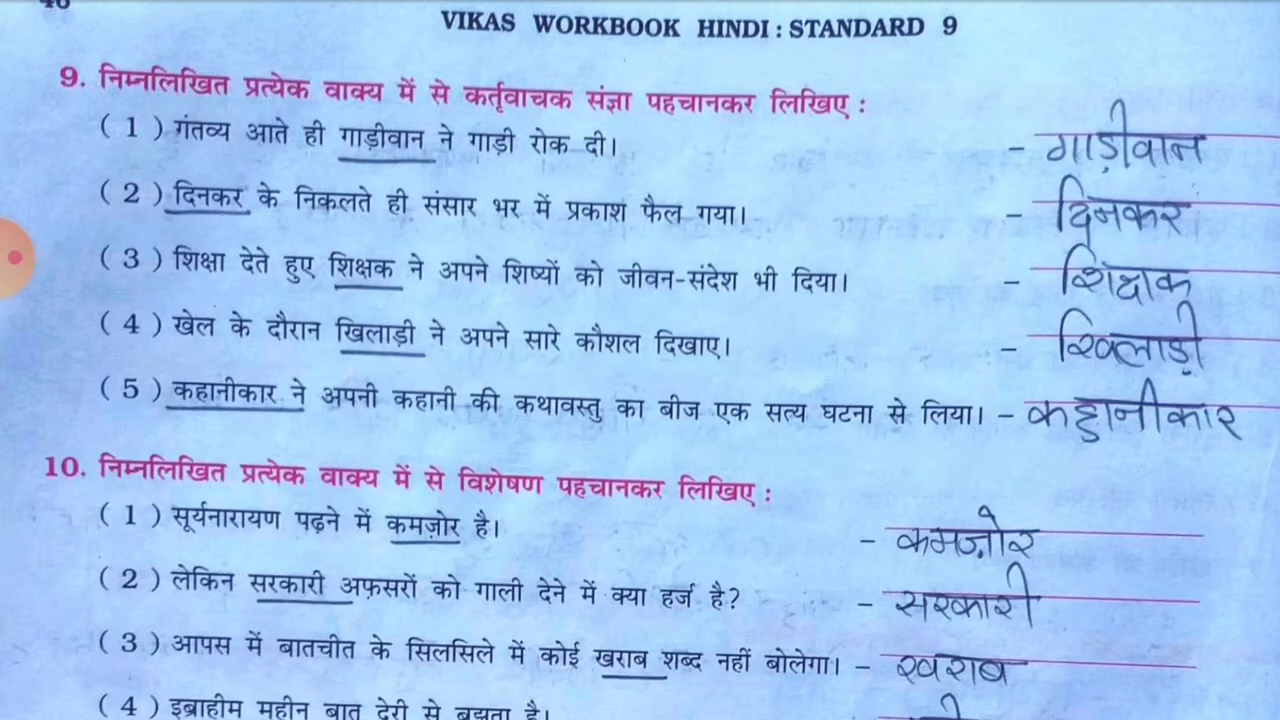 VIKAS WORKBOOK HINDI : STANDARD 9
9. निम्नलिखित प्रत्येक वाक्य में से कर्तृवाचक संज्ञा पहचानकर लिखिए :
( 1 ) गंतव्य आते ही गाड़ीवान ने गाड़ी रोक दी। - गाड़ीवान
( 2 ) दिनकर के निकलते ही संसार भर में प्रकाश फैल गया। - दिनकर
( 3 ) शिक्षा देते हुए शिक्षक ने अपने शिष्यों को जीवन-संदेश भी दिया। - शिक्षक
( 4 ) खेल के दौरान खिलाड़ी ने अपने सारे कौशल दिखाए। - खिलाड़ी
( 5 ) कहानीकार ने अपनी कहानी की कथावस्तु का बीज एक सत्य घटना से लिया। - कहानीकार
10. निम्नलिखित प्रत्येक वाक्य में से विशेषण पहचानकर लिखिए :
( 1 ) सूर्यनारायण पढ़ने में कमज़ोर है। - कमज़ोर
( 2 ) लेकिन सरकारी अफ़सरों को गाली देने में क्या हर्ज है? - सरकारी
( 3 ) आपस में बातचीत के सिलसिले में कोई खराब शब्द नहीं बोलेगा। - खराब
( 4 ) इब्राहीम महीन बात देरी से बूझता है।